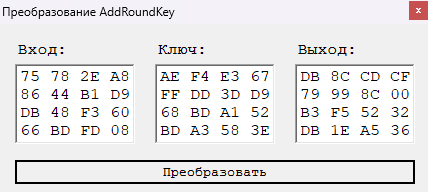 Преобразование AddRoundKey
Вход: Ключ: Выход:
75 78 2E A8 AE F4 E3 67 DB 8C CD CF
86 44 B1 D9 FF DD 3D D9 79 99 8C 00
DB 48 F3 60 68 BD A1 52 B3 F5 52 32
66 BD FD 08 BD A3 58 3E DB 1E A5 36
Преобразовать